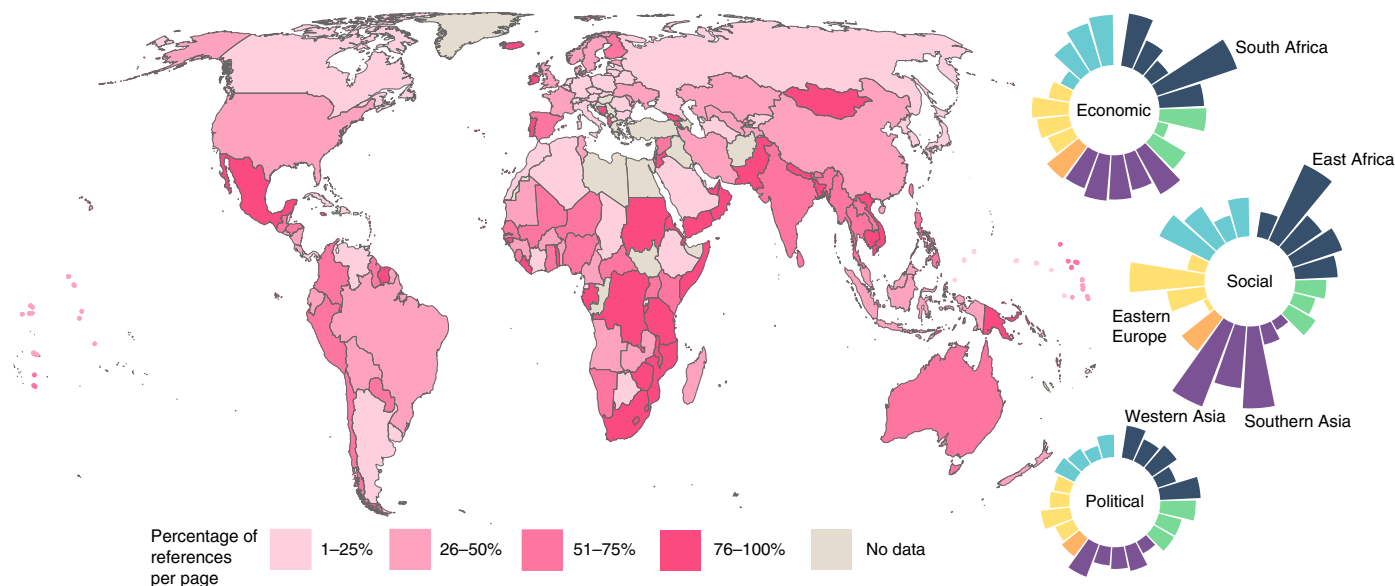 South Africa
Economic
East Africa
Social
Eastern
Europe
Western Asia
Southern Asia
Political
Percentage of
references
per page
1–25%
26–50%
51–75%
76–100%
No data